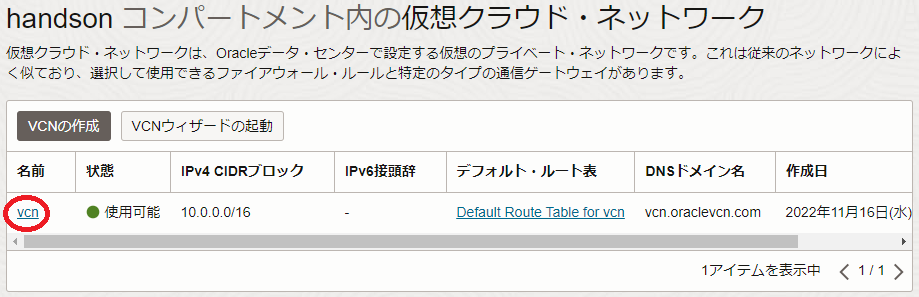 handson コンパートメント内の仮想クラウド・ネットワーク
仮想クラウド・ネットワークは、Oracleデータ・センターで設定する仮想のプライベート・ネットワークです。これは従来のネットワークによ
く似ており、選択して使用できるファイアウォール・ルールと特定のタイプの通信ゲートウェイがあります。
VCNの作成 VCNウィザードの起動
名前 状態 IPv4 CIDRブロック IPv6接頭辞 デフォルト・ルート表 DNSドメイン名 作成日
vcn 使用可能 10.0.0.0/16 - Default Route Table for vcn vcn.oraclevcn.com 2022年11月16日(水)
1アイテムを表示中 1 / 1